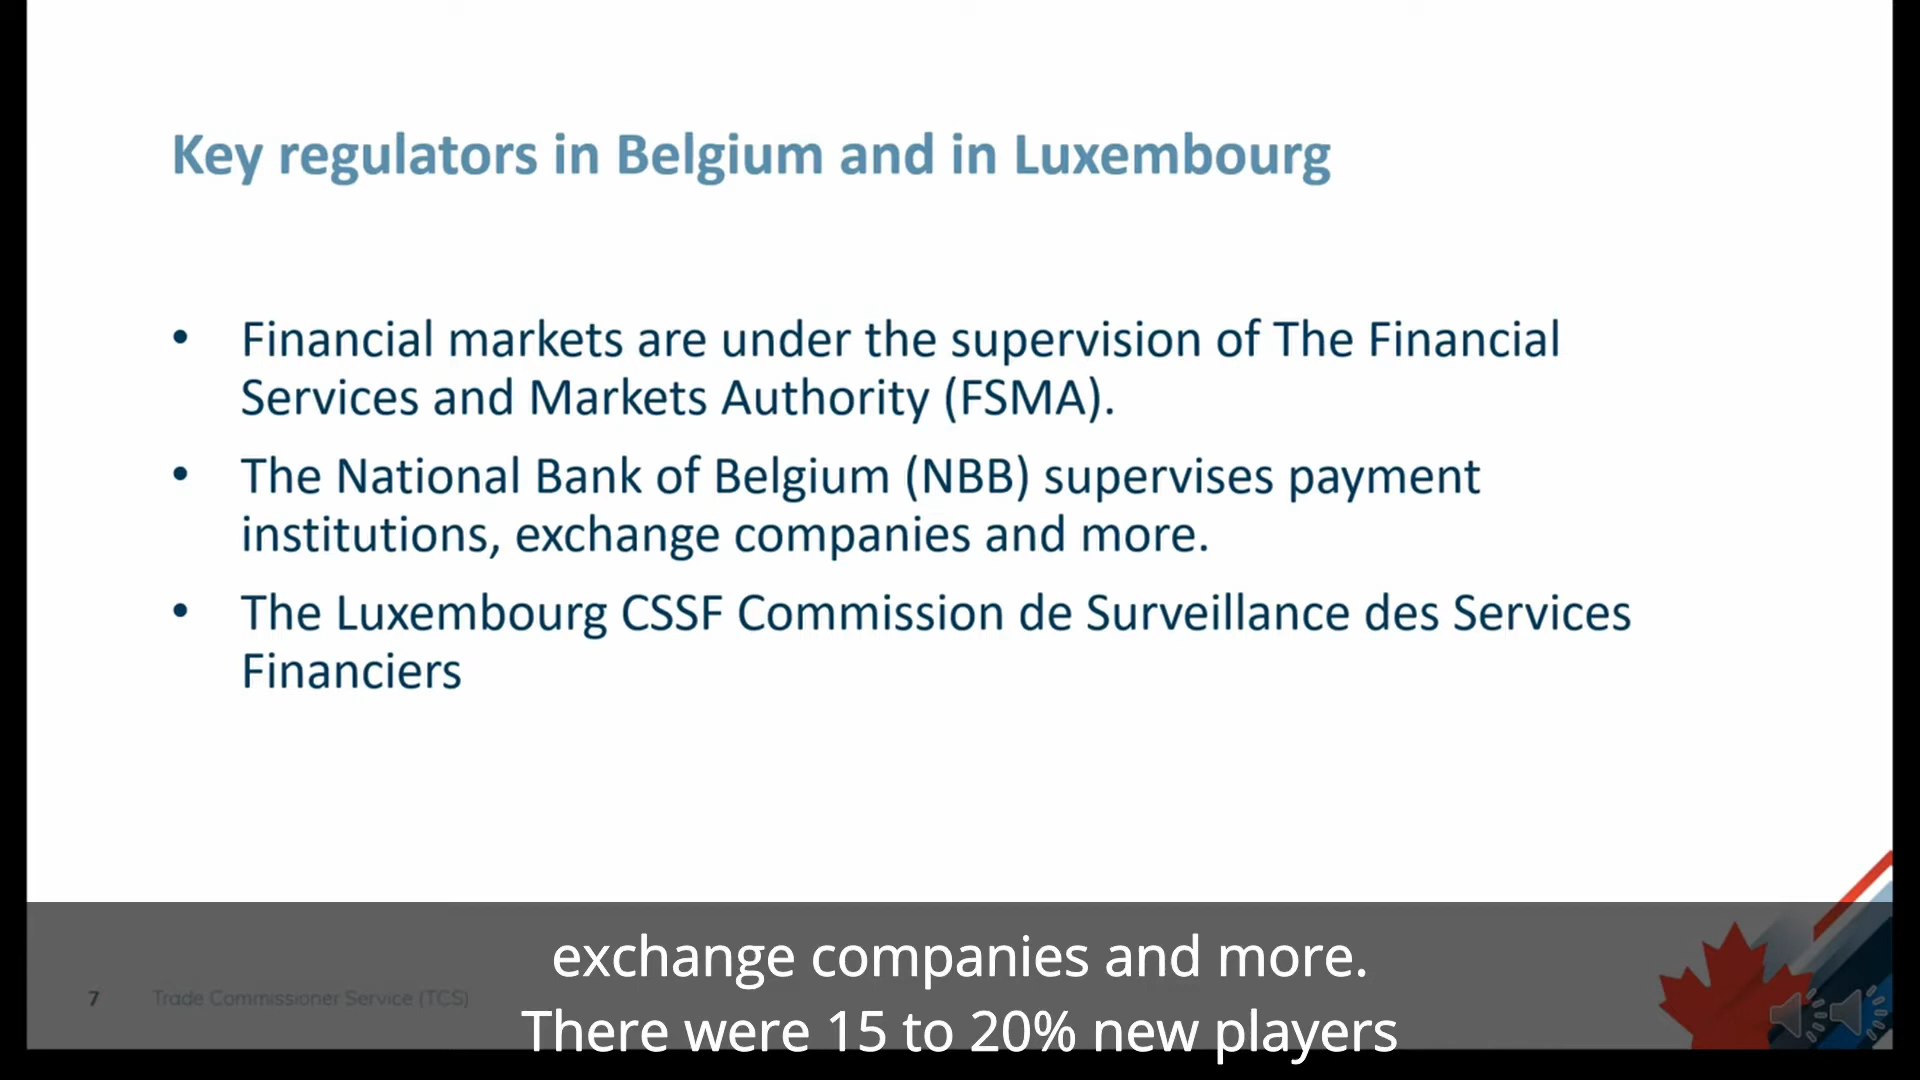 Key regulators in Belgium and in Luxembourg
• Financial markets are under the supervision of The Financial
Services and Markets Authority (FSMA).
• The National Bank of Belgium (NBB) supervises payment
institutions, exchange companies and more.
• The Luxembourg CSSF Commission de Surveillance des Services
Financiers
exchange companies and more.
7 Trade Commissioner Service (TCS)
There were 15 to 20% new players